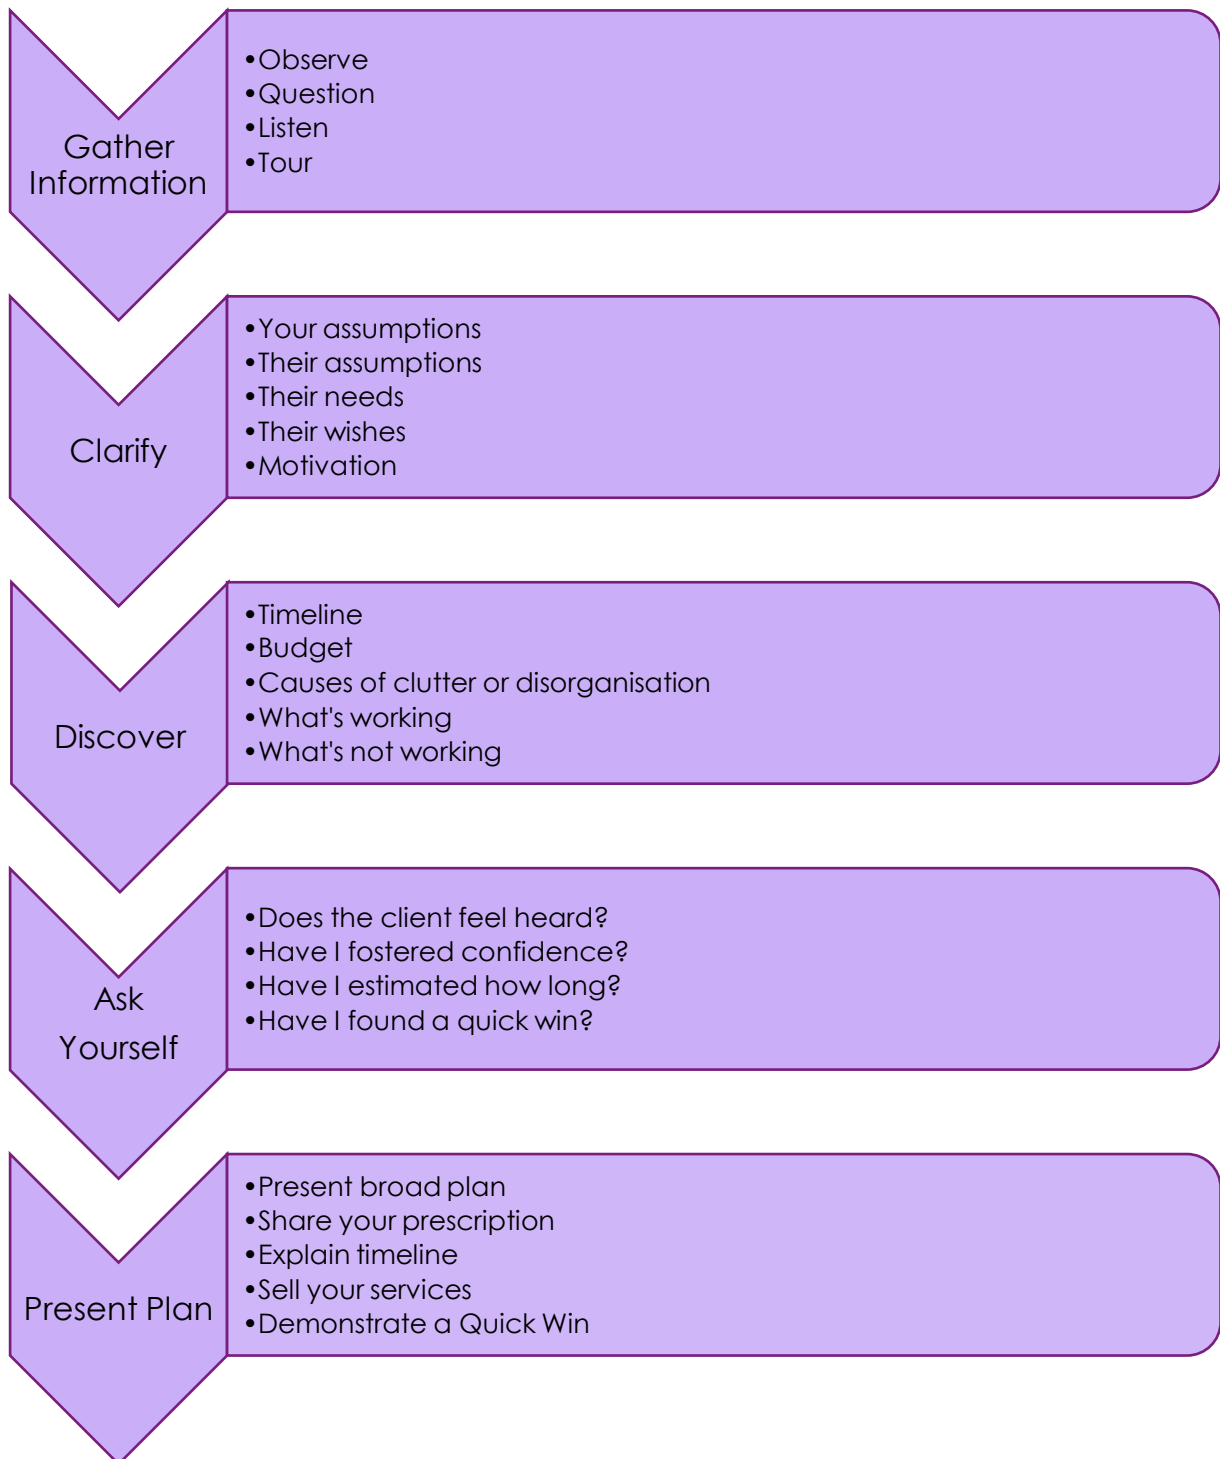 Gather
Information
•Observe
•Question
•Listen
•Tour
Clarify
•Your assumptions
•Their assumptions
•Their needs
•Their wishes
•Motivation
Discover
•Timeline
•Budget
•Causes of clutter or disorganisation
•What's working
•What's not working
Ask
Yourself
•Does the client feel heard?
•Have I fostered confidence?
•Have I estimated how long?
•Have I found a quick win?
Present Plan
•Present broad plan
•Share your prescription
•Explain timeline
•Sell your services
•Demonstrate a Quick Win